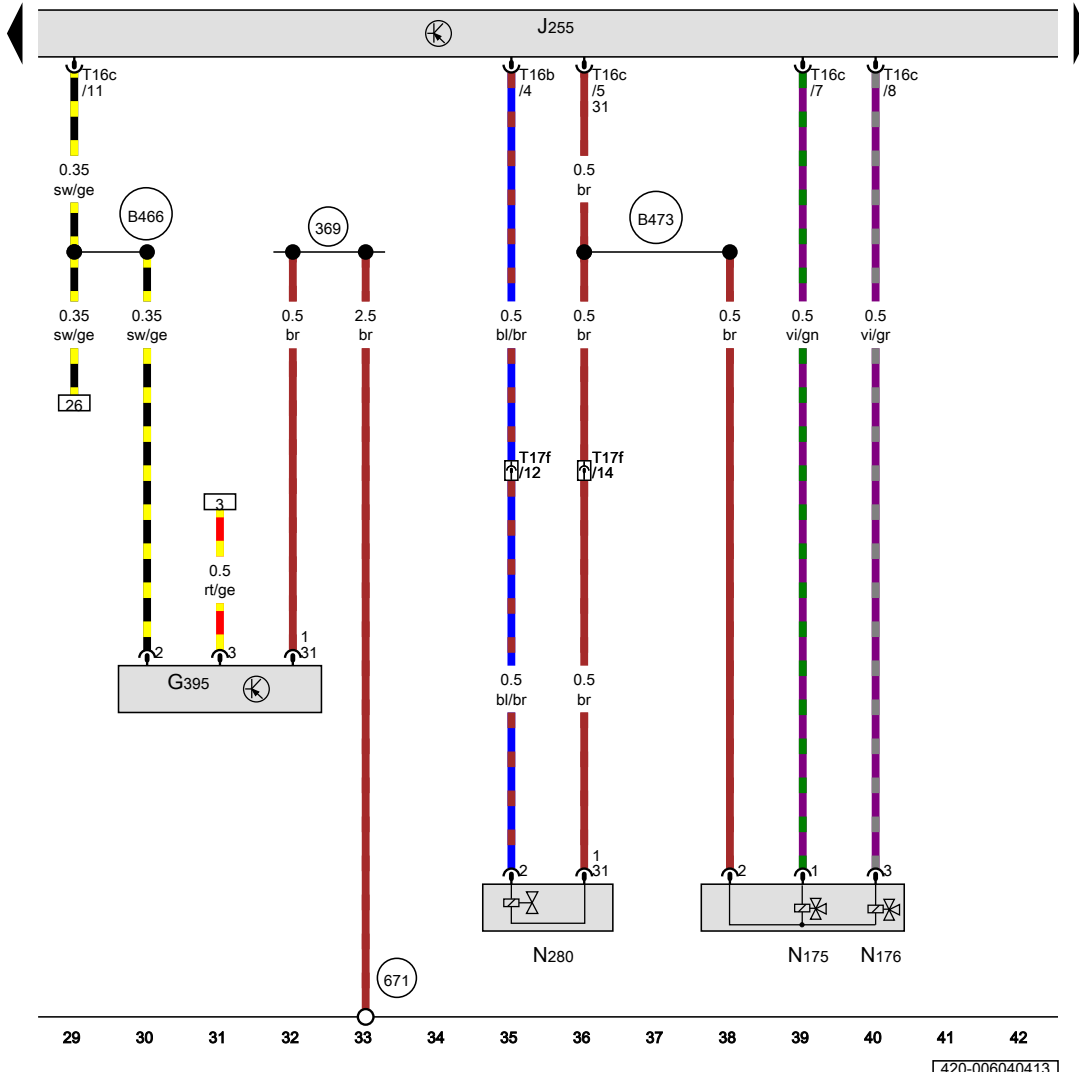 J255
T16c
/11
T16b
/4
T16c
/5
31
T16c
/7
T16c
/8
0.35
sw/ge
0.5
br
B466
369
B473
0.35
sw/ge
0.35
sw/ge
0.5
br
2.5
br
0.5
bl/br
0.5
br
0.5
br
0.5
vi/gn
0.5
vi/gr
26
T17f
/12
T17f
/14
3
0.5
rt/ge
2
3
1
31
G395
0.5
bl/br
0.5
br
2
1
31
2
1
3
N280
N175
N176
671
29 30 31 32 33 34 35 36 37 38 39 40 41 42
420-006040413